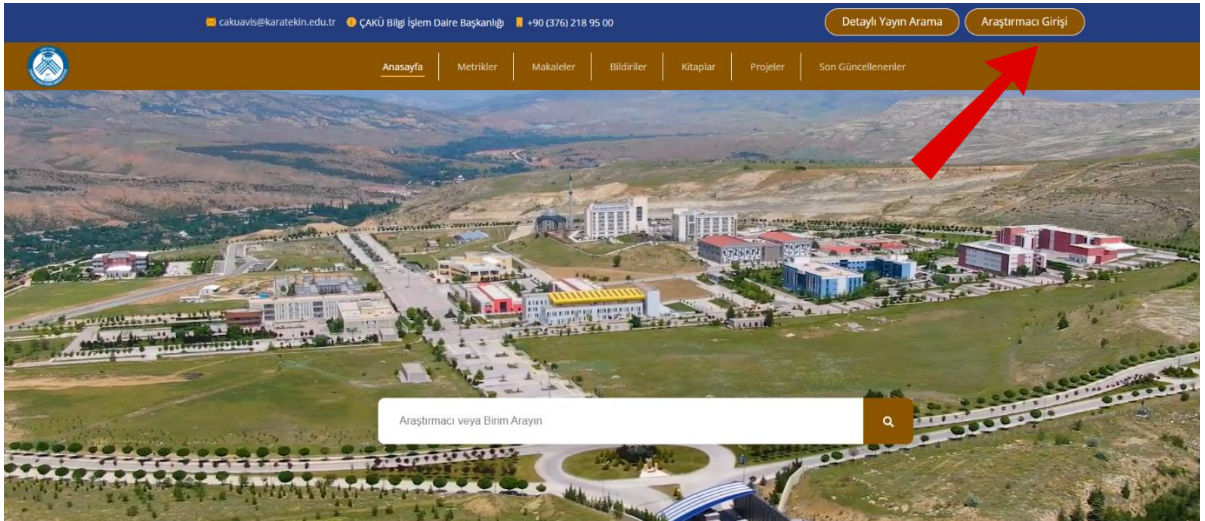 cakuavis@karatekin.edu.tr ÇAKÜ Bilgi İşlem Daire Başkanlığı +90 (376) 218 95 00 Detaylı Yayın Arama Araştırmacı Girişi
Anasayfa Metrikler Makaleler Bildiriler Kitaplar Projeler Son Güncellenenler
Araştırmacı veya Birim Arayın